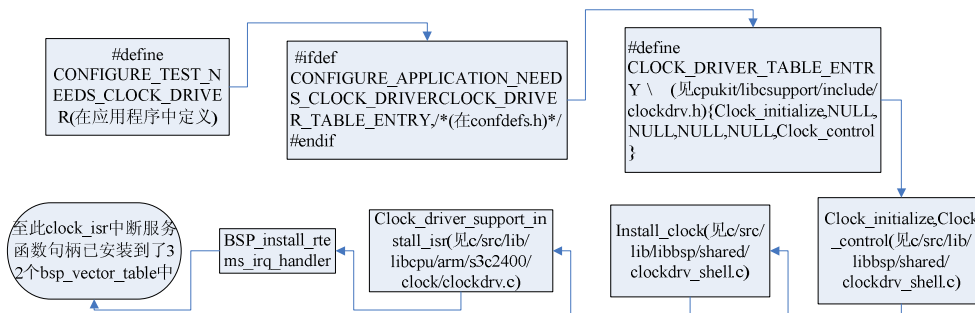 #define
CONFIGURE_TEST_N
EEDS_CLOCK_DRIVE
R(在应用程序中定义)
#ifdef
CONFIGURE_APPLICATION_NEED
S_CLOCK_DRIVERCLOCK_DRIVE
R_TABLE_ENTRY,/*(在confdefs.h)*/
#endif
#define
CLOCK_DRIVER_TABLE_ENTR
Y \ (见cpukit/libcsupport/include/
clockdrv.h){Clock_initialize,NULL,
NULL,NULL,NULL,Clock_control
}
至此clock_isr中断服务
函数句柄已安装到了3
2个bsp_vector_table中
BSP_install_rte
ms_irq_handler
Clock_driver_support_in
stall_isr(见c/src/lib/
libcpu/arm/s3c2400/
clock/clockdrv.c)
Install_clock(见c/src/
lib/libbsp/shared/
clockdrv_shell.c)
Clock_initialize,Clock
_control(见c/src/lib/
libbsp/shared/
clockdrv_shell.c)